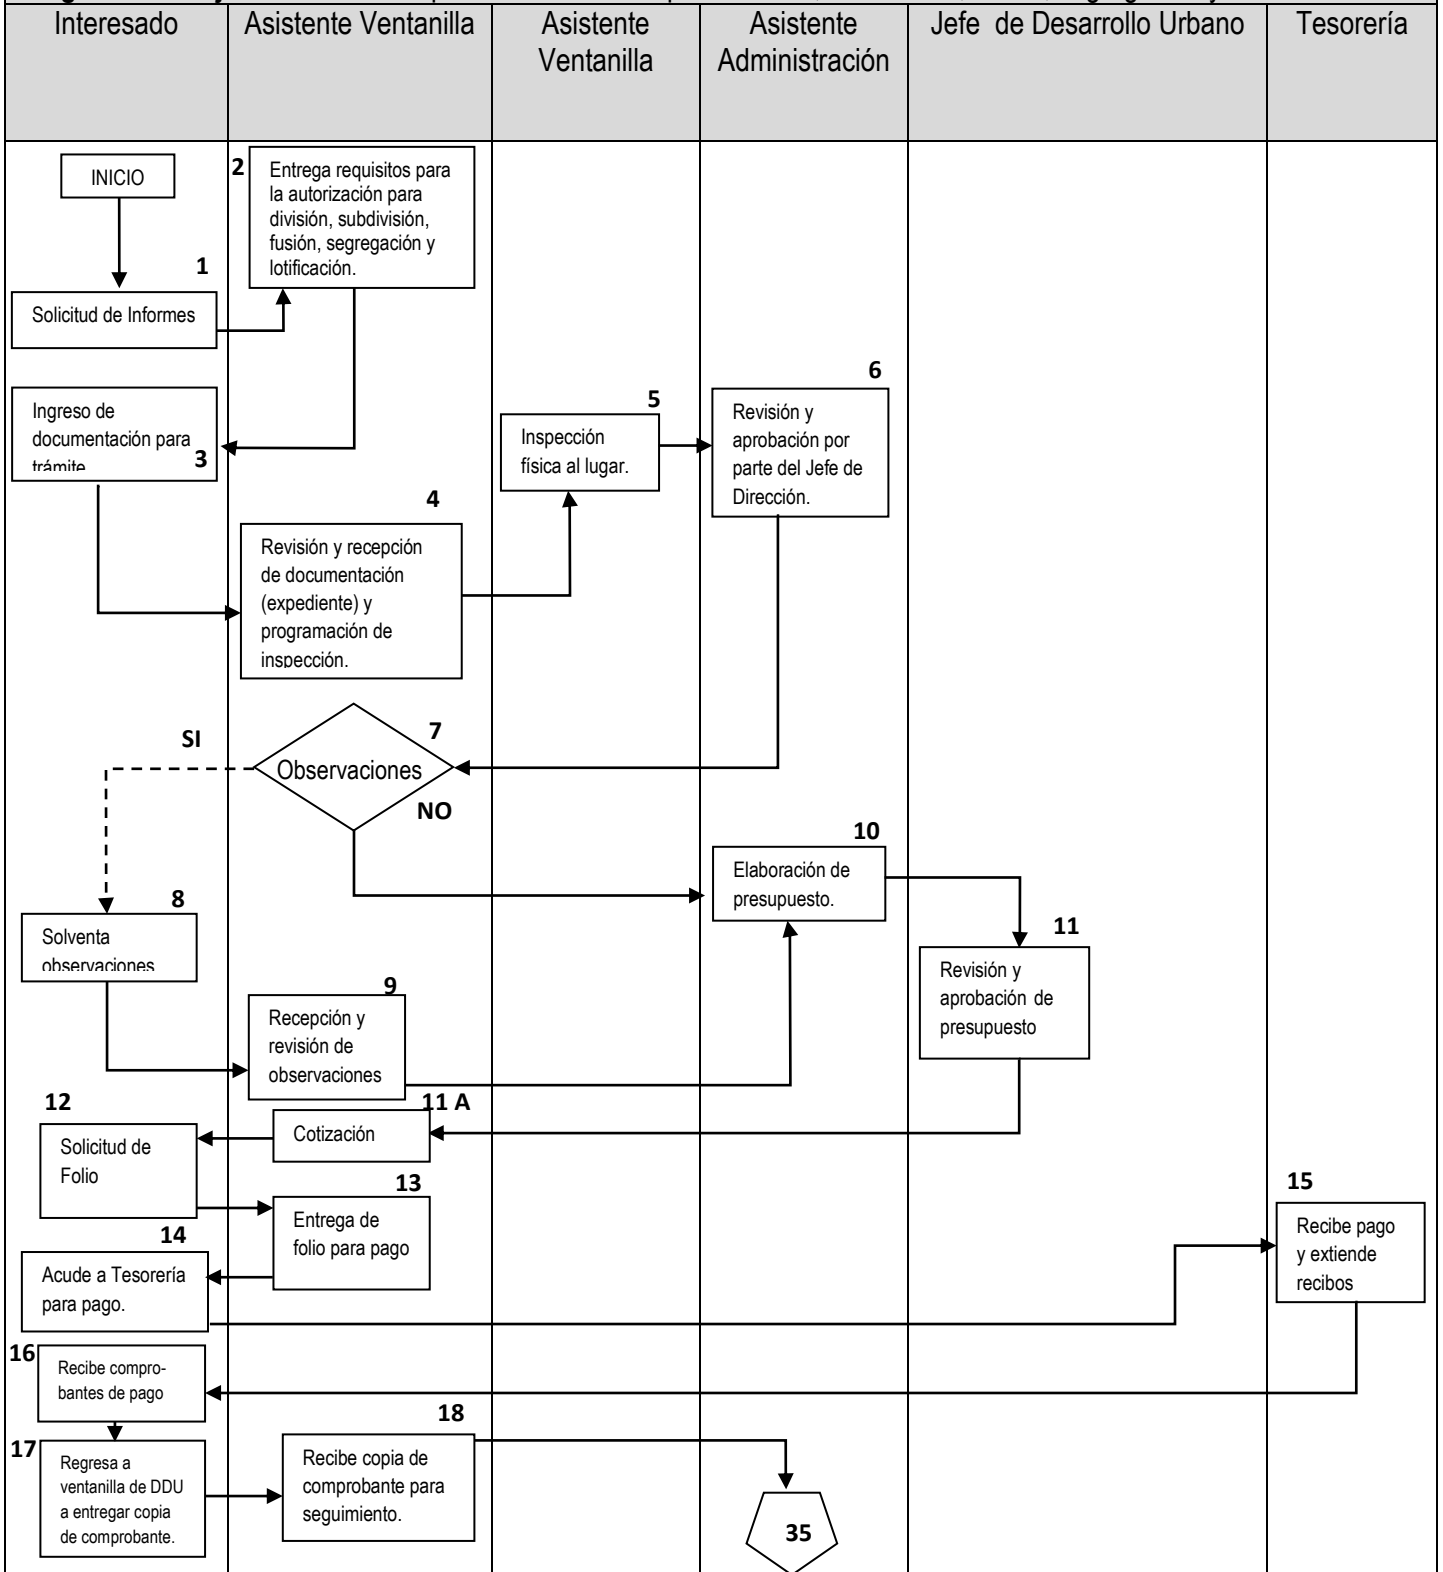 Interesado
Asistente Ventanilla
Asistente
Ventanilla
Asistente
Administración
Jefe de Desarrollo Urbano
Tesorería
INICIO
1
Solicitud de Informes
2
Entrega requisitos para
la autorización para
división, subdivisión,
fusión, segregación y
lotificación.
Ingreso de
documentación para
trámite
3
4
Revisión y recepción
de documentación
(expediente) y
programación de
inspección.
5
Inspección
física al lugar.
6
Revisión y
aprobación por
parte del Jefe de
Dirección.
7
Observaciones
SI
NO
8
Solventa
observaciones
9
Recepción y
revisión de
observaciones
10
Elaboración de
presupuesto.
11
Revisión y
aprobación de
presupuesto
11 A
Cotización
12
Solicitud de
Folio
13
Entrega de
folio para pago
14
Acude a Tesorería
para pago.
15
Recibe pago
y extiende
recibos
16
Recibe compro-
bantes de pago
17
Regresa a
ventanilla de DDU
a entregar copia
de comprobante.
18
Recibe copia de
comprobante para
seguimiento.
35